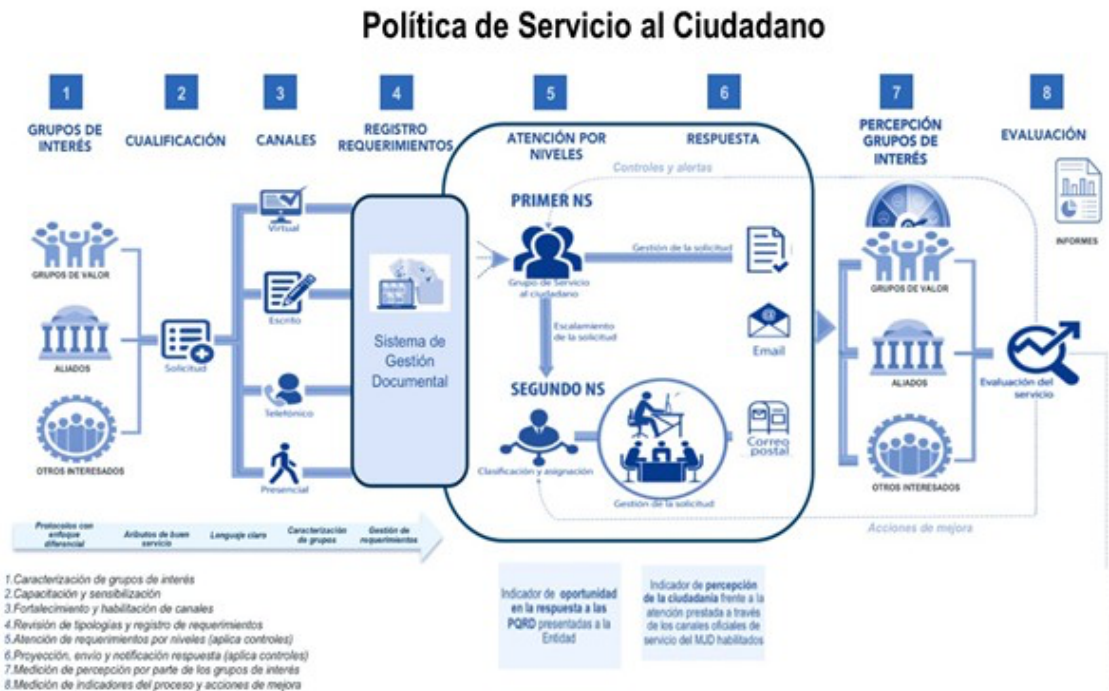 Política de Servicio al Ciudadano
1
2
3
4
5
6
7
8
GRUPOS DE
INTERÉS
CUALIFICACIÓN
CANALES
REGISTRO
REQUERIMIENTOS
ATENCIÓN POR
NIVELES
RESPUESTA
PERCEPCIÓN
GRUPOS DE
INTERÉS
EVALUACIÓN
Controles y alertas
GRUPOS DE VALOR
ALIADOS
OTROS INTERESADOS
Solicitud
Virtual
Escrito
Telefónico
Presencial
Sistema de
Gestión
Documental
PRIMER NS
Grupo de Servicio
al ciudadano
Gestión de la solicitud
Escalamiento
de la solicitud
SEGUNDO NS
Clasificación y asignación
Gestión de la solicitud
Email
Correo
postal
GRUPOS DE VALOR
ALIADOS
OTROS INTERESADOS
INFORMES
Evaluación del
servicio
Acciones de mejora
Protocolos con
enfoque
diferencial
Aributos de buen
servicio
Lenguaje claro
Caracterización
de grupos
Gestión de
requerimientos
1.Caracterización de grupos de interés
2.Capacitación y sensibilización
3.Fortalecimiento y habilitación de canales
4.Revisión de tipologías y registro de requerimientos
5.Atención de requerimientos por niveles (aplica controles)
6.Proyección, envío y notificación respuesta (aplica controles)
7.Medición de percepción por parte de los grupos de interés
8.Medición de indicadores del proceso y acciones de mejora
Indicador de oportunidad
en la respuesta a las
PQRD presentadas a la
Entidad
Indicador de percepción
de la ciudadanía frente a la
atención prestada a través
de los canales oficiales de
servicio del MJD habilitados